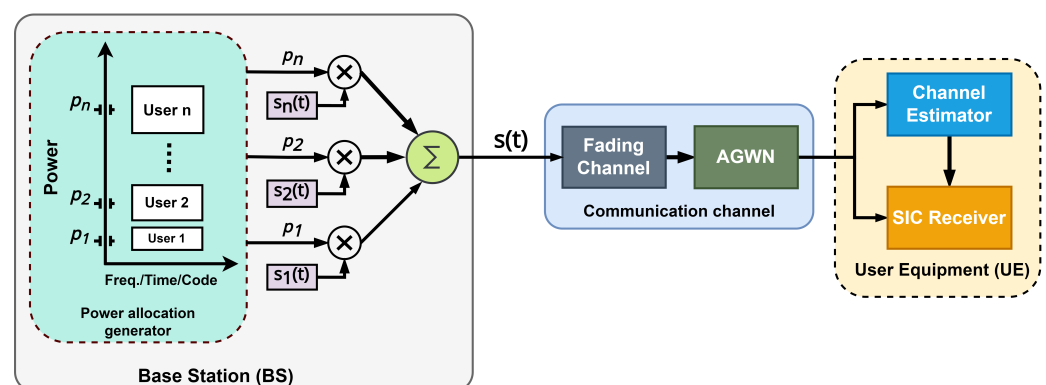 Power
pn
p2
p1
User n
User 2
User 1
Freq./Time/Code
Power allocation
generator
pn
sn(t)
p2
s2(t)
p1
s1(t)
∑
Base Station (BS)
s(t)
Fading
Channel
AGWN
Communication channel
Channel
Estimator
SIC Receiver
User Equipment (UE)